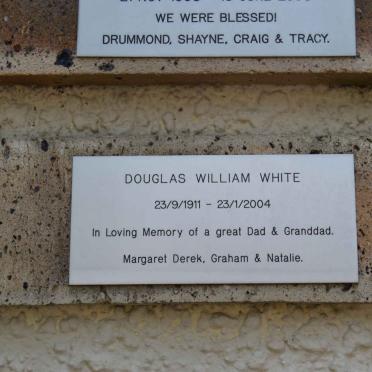 WE WERE BLESSED!
DRUMMOND, SHAYNE, CRAIG & TRACY.
DOUGLAS WILLIAM WHITE
23/9/1911 - 23/1/2004
In Loving Memory of a great Dad & Granddad.
Margaret Derek, Graham & Natalie.